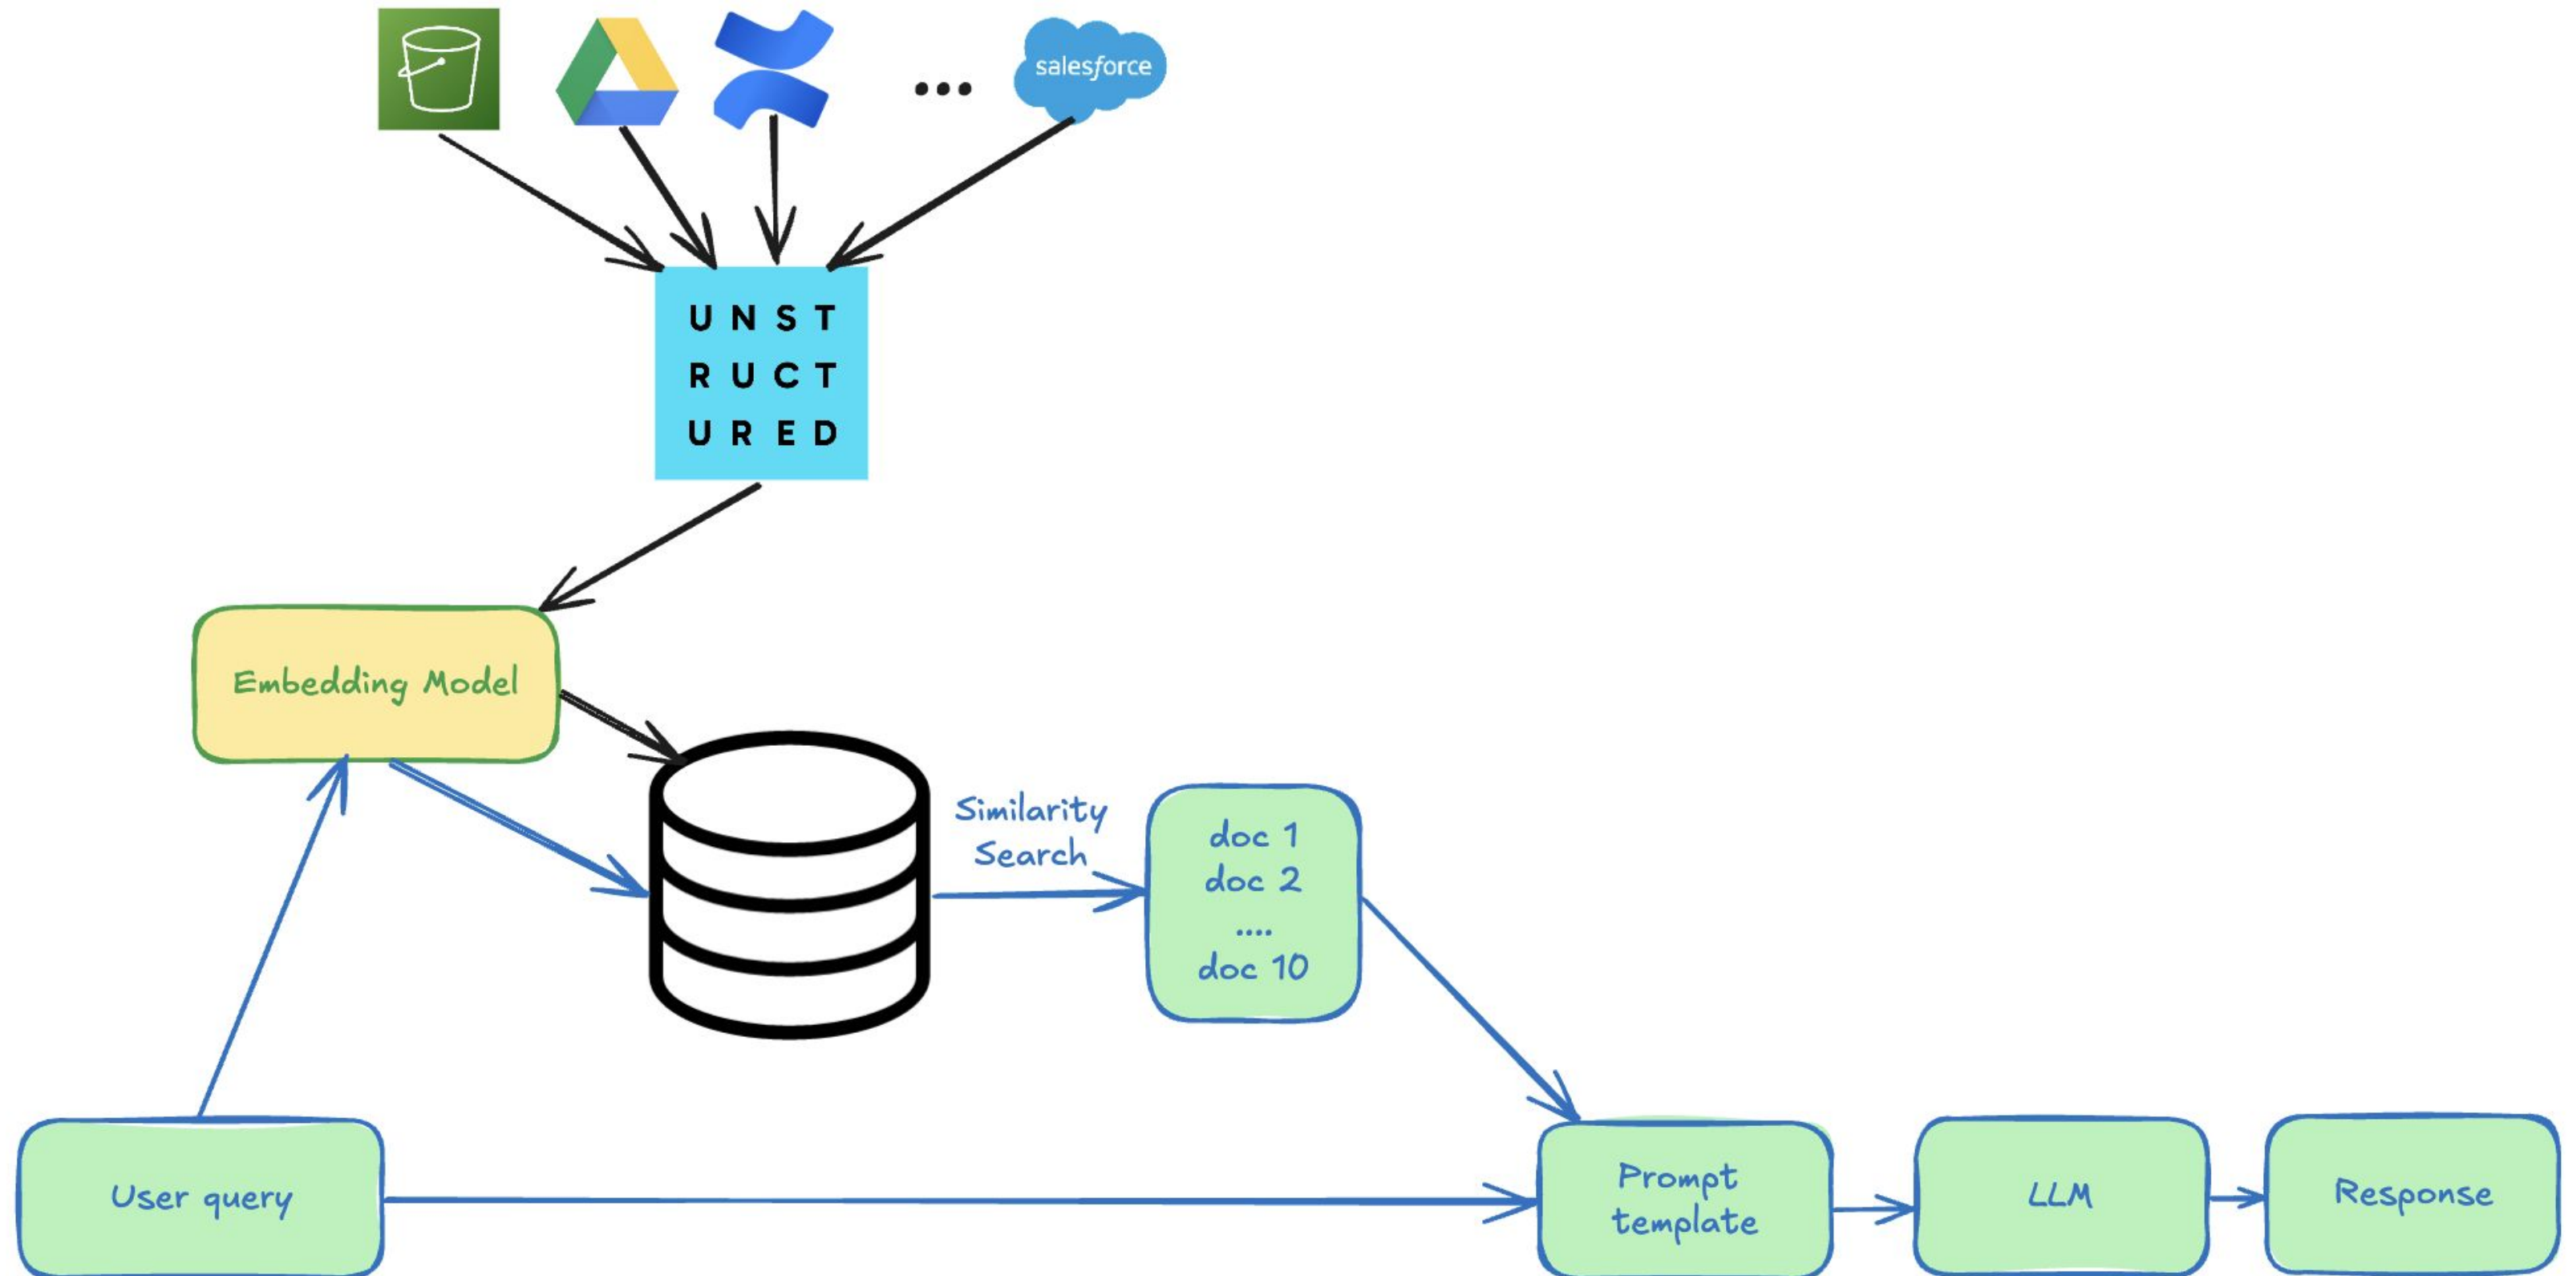 ...
salesforce
U N S T
R U C T
U R E D
Embedding Model
Similarity
Search
doc 1
doc 2
....
doc 10
User query
Prompt
template
LLM
Response